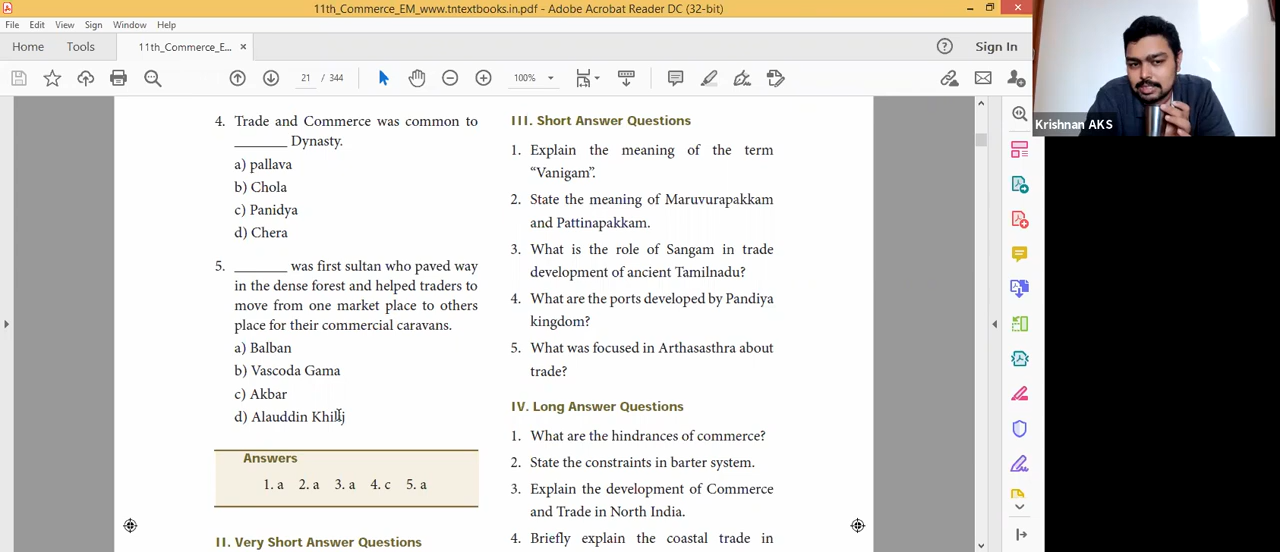 11th_Commerce_EM_www.tntextbooks.in.pdf - Adobe Acrobat Reader DC (32-bit)
File Edit View Sign Window Help
Home Tools 11th_Commerce_E... × Sign In
21 / 344 100%
4. Trade and Commerce was common to
_______ Dynasty.
a) pallava
b) Chola
c) Panidya
d) Chera
5. _______ was first sultan who paved way
in the dense forest and helped traders to
move from one market place to others
place for their commercial caravans.
a) Balban
b) Vascoda Gama
c) Akbar
d) Alauddin Khilij
Answers
1. a 2. a 3. a 4. c 5. a
II. Very Short Answer Questions
III. Short Answer Questions
1. Explain the meaning of the term
“Vanigam”.
2. State the meaning of Maruvurapakkam
and Pattinapakkam.
3. What is the role of Sangam in trade
development of ancient Tamilnadu?
4. What are the ports developed by Pandiya
kingdom?
5. What was focused in Arthasasthra about
trade?
IV. Long Answer Questions
1. What are the hindrances of commerce?
2. State the constraints in barter system.
3. Explain the development of Commerce
and Trade in North India.
4. Briefly explain the coastal trade in
Krishnan AKS